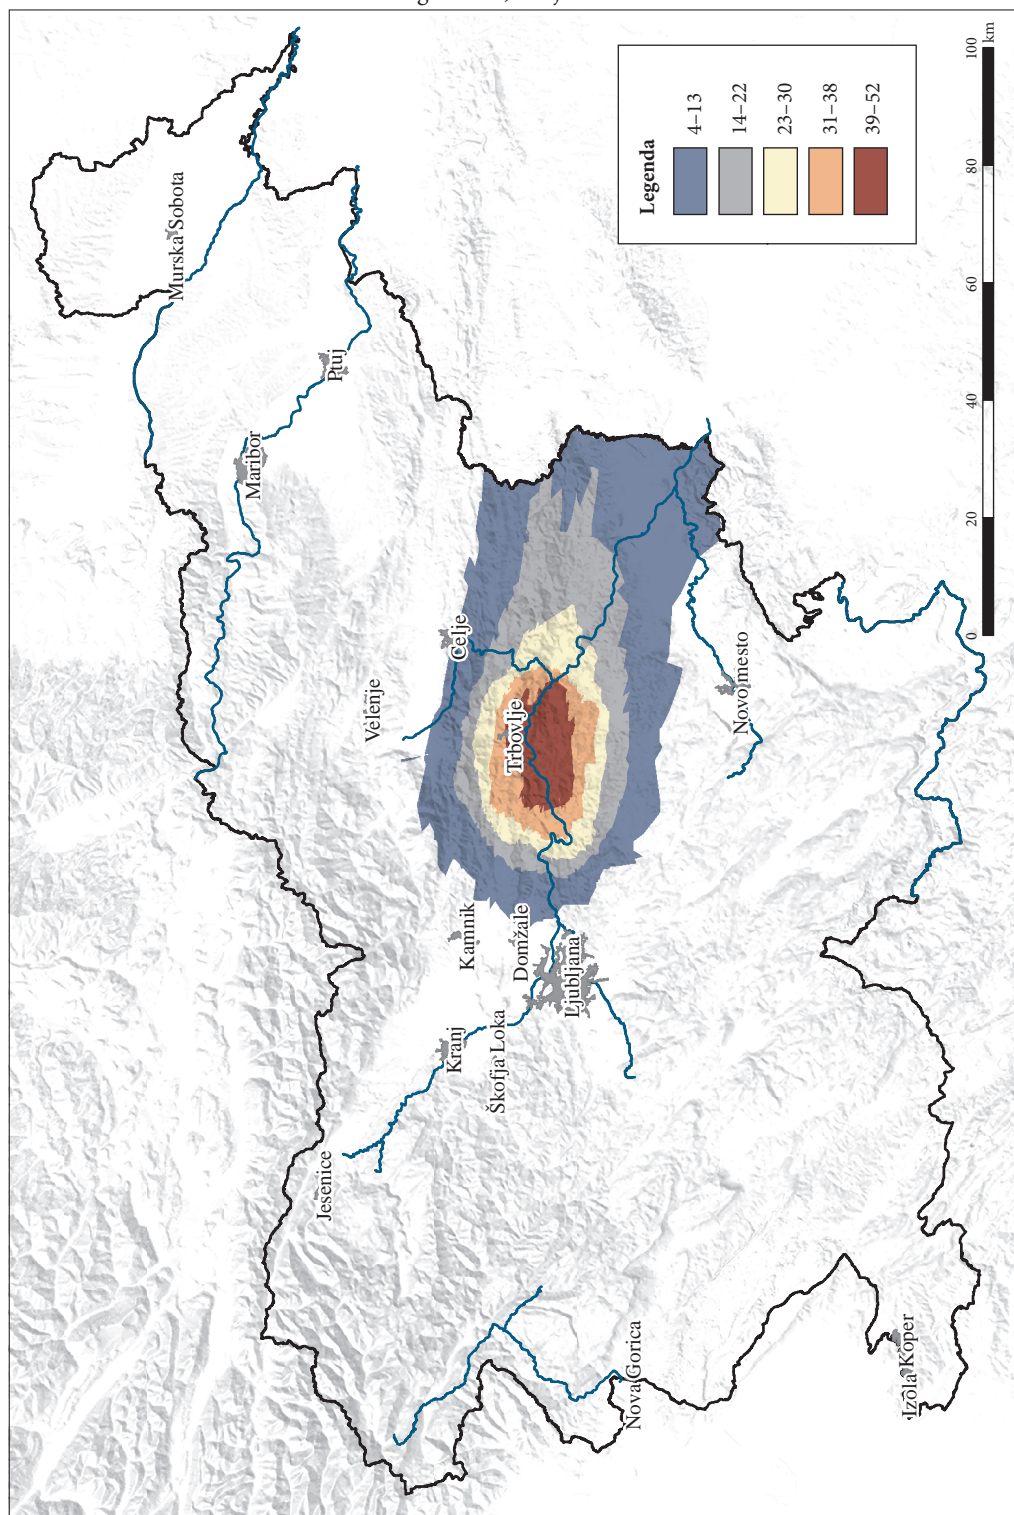 Murska Sobota
Maribor
Ptuj
Jesenice
Velenje
Kranj
Kamnik
Celje
Škofja Loka
Domžale
Trbovlje
Ljubljana
Nova Gorica
Novo mesto
Izola
Koper
Legenda
4–13
14–22
23–30
31–38
39–52
0
20
40
60
80
100
km